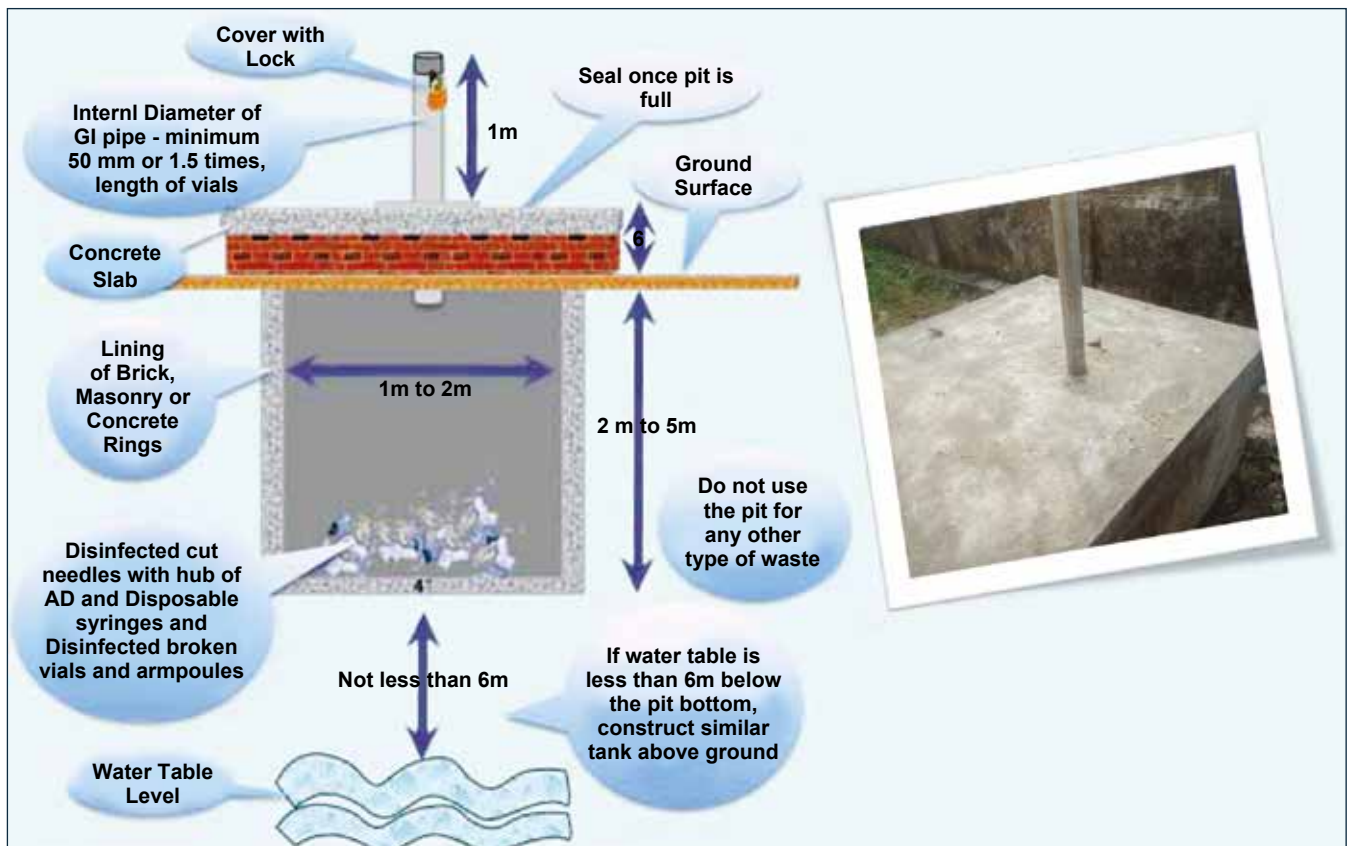 Cover with
Lock
Internl Diameter of
GI pipe - minimum
50 mm or 1.5 times,
length of vials
1m
Seal once pit is
full
Ground
Surface
6
Concrete
Slab
Lining
of Brick,
Masonry or
Concrete
Rings
1m to 2m
2 m to 5m
Do not use
the pit for
any other
type of waste
Disinfected cut
needles with hub of
AD and Disposable
syringes and
Disinfected broken
vials and armpoules
4"
Not less than 6m
If water table is
less than 6m below
the pit bottom,
construct similar
tank above ground
Water Table
Level